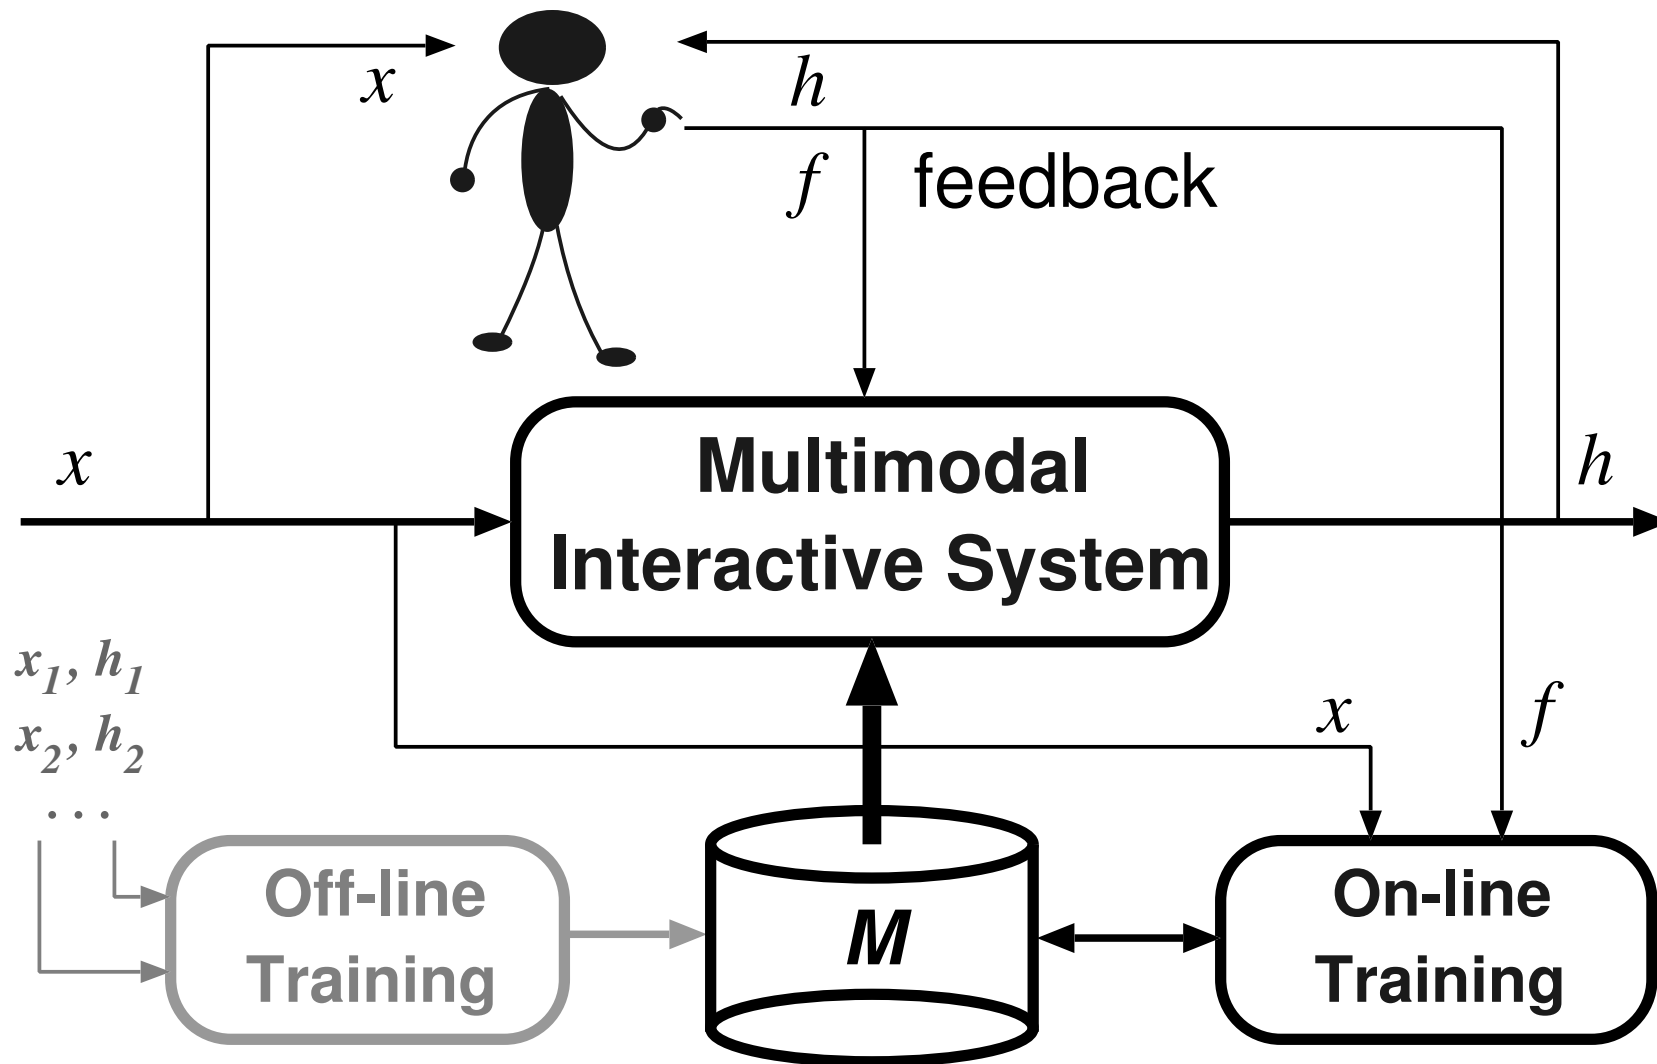 x
h
f
feedback
x
Multimodal
Interactive System
h
x₁, h₁
x₂, h₂
. . .
x
f
Off-line
Training
M
On-line
Training